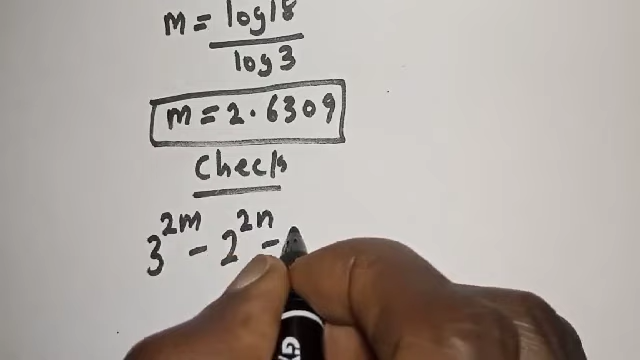 m = log18
log3
m = 2.6309
Check
3^{2m} - 2^{2n} -